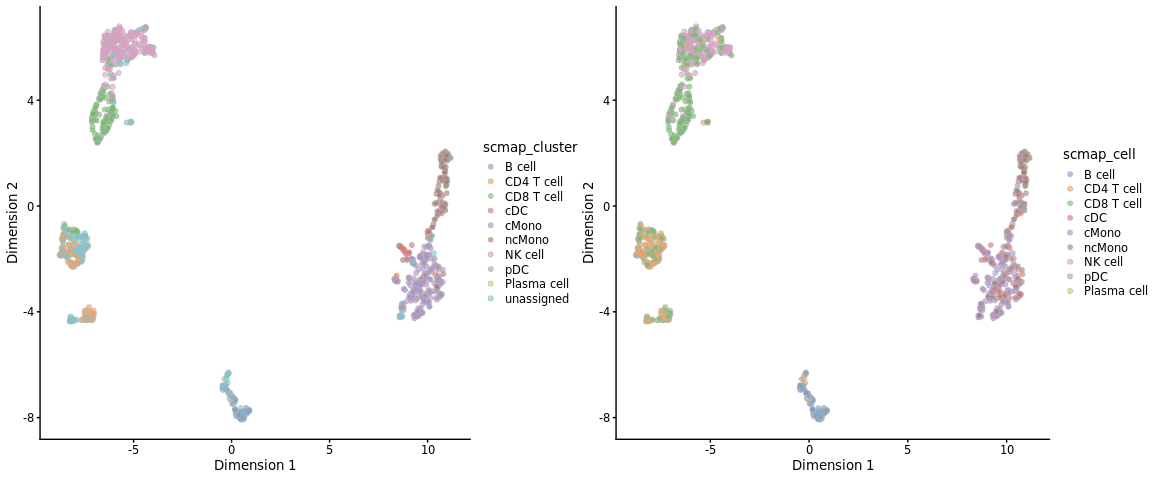 4
0
-4
-8
-5
0
5
10
Dimension 1
Dimension 2
scmap_cluster
B cell
CD4 T cell
CD8 T cell
cDC
cMono
ncMono
NK cell
pDC
Plasma cell
unassigned
4
0
-4
-8
-5
0
5
10
Dimension 1
Dimension 2
scmap_cell
B cell
CD4 T cell
CD8 T cell
cDC
cMono
ncMono
NK cell
pDC
Plasma cell